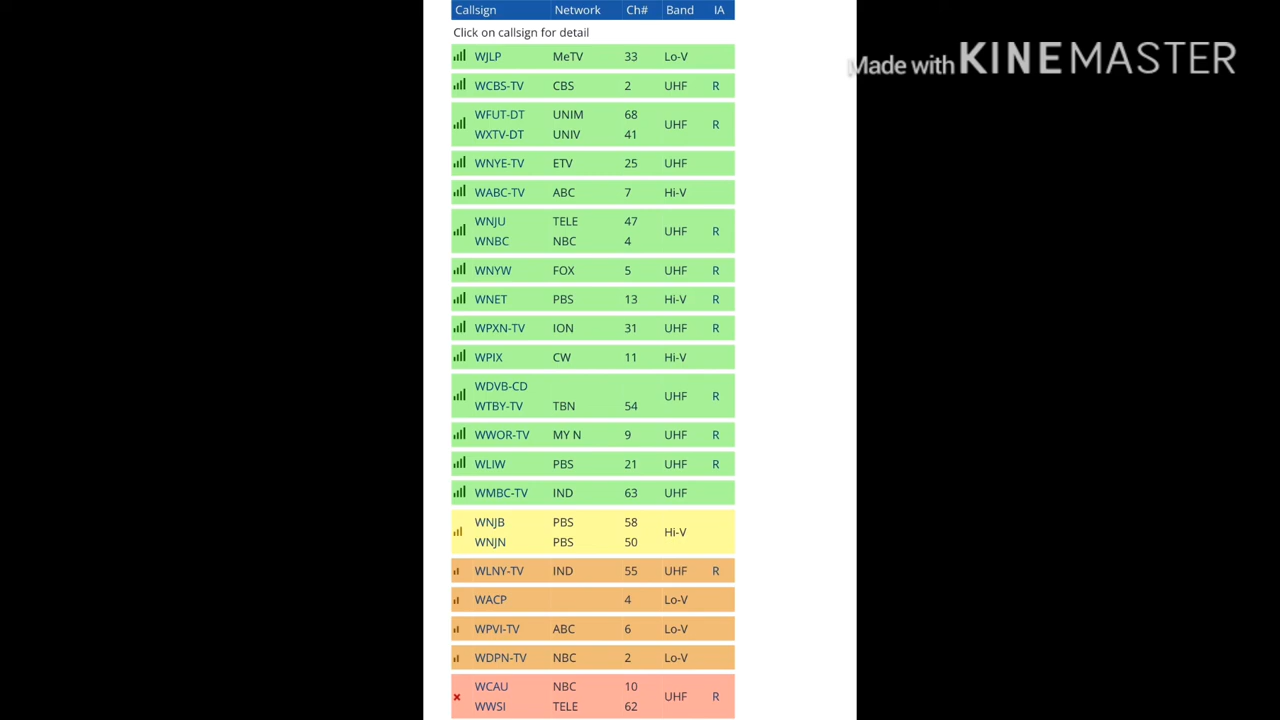 Callsign Network Ch# Band IA
Click on callsign for detail
Made with KINEMASTER
WJLP MeTV 33 Lo-V
WCBS-TV CBS 2 UHF R
WFUT-DT UNIM 68
UHF R
WXTV-DT UNIV 41
WNYE-TV ETV 25 UHF
WABC-TV ABC 7 Hi-V
WNJU TELE 47
UHF R
WNBC NBC 4
WNYW FOX 5 UHF R
WNET PBS 13 Hi-V R
WPXN-TV ION 31 UHF R
WPIX CW 11 Hi-V
WDVB-CD
UHF R
WTBY-TV TBN 54
WWOR-TV MY N 9 UHF R
WLIW PBS 21 UHF R
WMBC-TV IND 63 UHF
WNJB PBS 58
Hi-V
WNJN PBS 50
WLNY-TV IND 55 UHF R
WACP 4 Lo-V
WPVI-TV ABC 6 Lo-V
WDPN-TV NBC 2 Lo-V
WCAU NBC 10
UHF R
WWSI TELE 62